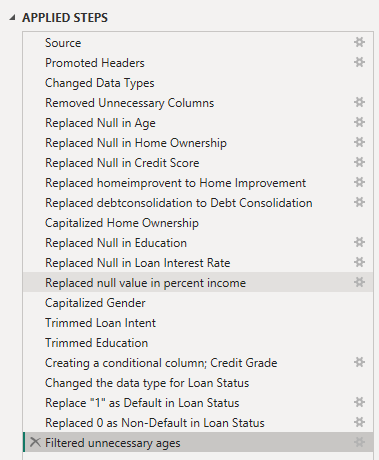 APPLIED STEPS
Source
Promoted Headers
Changed Data Types
Removed Unnecessary Columns
Replaced Null in Age
Replaced Null in Home Ownership
Replaced Null in Credit Score
Replaced homeimprovent to Home Improvement
Replaced debtconsolidation to Debt Consolidation
Capitalized Home Ownership
Replaced Null in Education
Replaced Null in Loan Interest Rate
Replaced null value in percent income
Capitalized Gender
Trimmed Loan Intent
Trimmed Education
Creating a conditional column; Credit Grade
Changed the data type for Loan Status
Replace "1" as Default in Loan Status
Replaced 0 as Non-Default in Loan Status
Filtered unnecessary ages